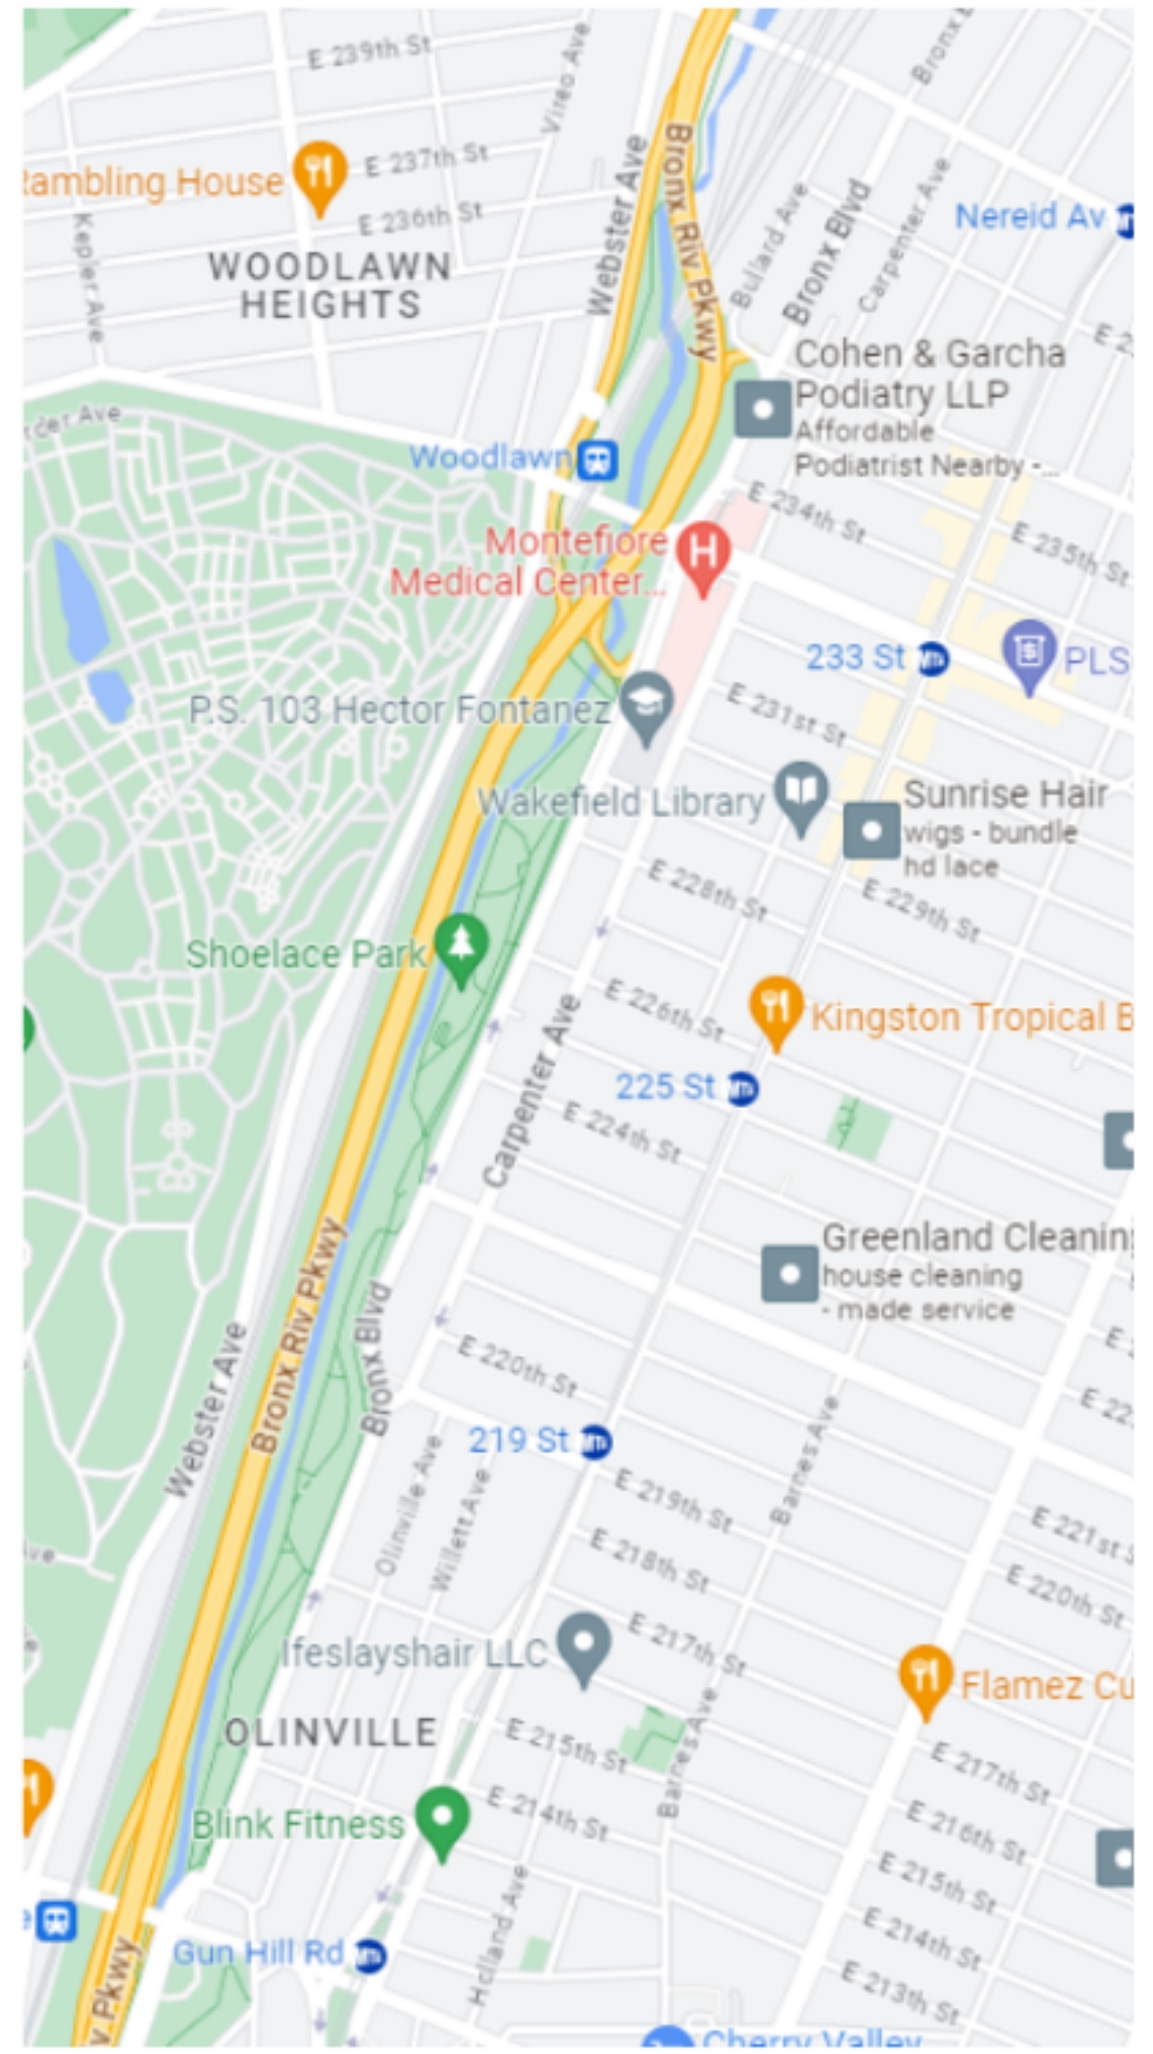 E 239th St
Vireo Ave
Bronx
E 237th St
Rambling House
E 236th St
Webster Ave
Bronx Riv Pkwy
Bullard Ave
Bronx Blvd
Carpenter Ave
Nereid Av
Kepler Ave
WOODLAWN
HEIGHTS
Cohen & Garcha
Podiatry LLP
Affordable
Podiatrist Nearby -...
Woodlawn
E 234th St
E 235th St
Montefiore
Medical Center...
233 St
PLS
P.S. 103 Hector Fontanez
E 231st St
Wakefield Library
Sunrise Hair
wigs - bundle
hd lace
E 228th St
E 229th St
Shoelace Park
E 226th St
Kingston Tropical B
225 St
Carpenter Ave
E 224th St
Bronx Riv Pkwy
Greenland Cleanin
house cleaning
- made service
Webster Ave
Bronx Blvd
E 220th St
E 22
219 St
Olinville Ave
Willett Ave
Barnes Ave
E 219th St
E 218th St
E 221st S
E 220th St
E 217th St
Ifeslayshair LLC
Flamez Cu
OLINVILLE
E 215th St
Barnes Ave
E 217th St
Blink Fitness
E 214th St
E 216th St
E 215th St
Gun Hill Rd
Holland Ave
E 214th St
E 213th St
y Pkwy
Cherry Valley